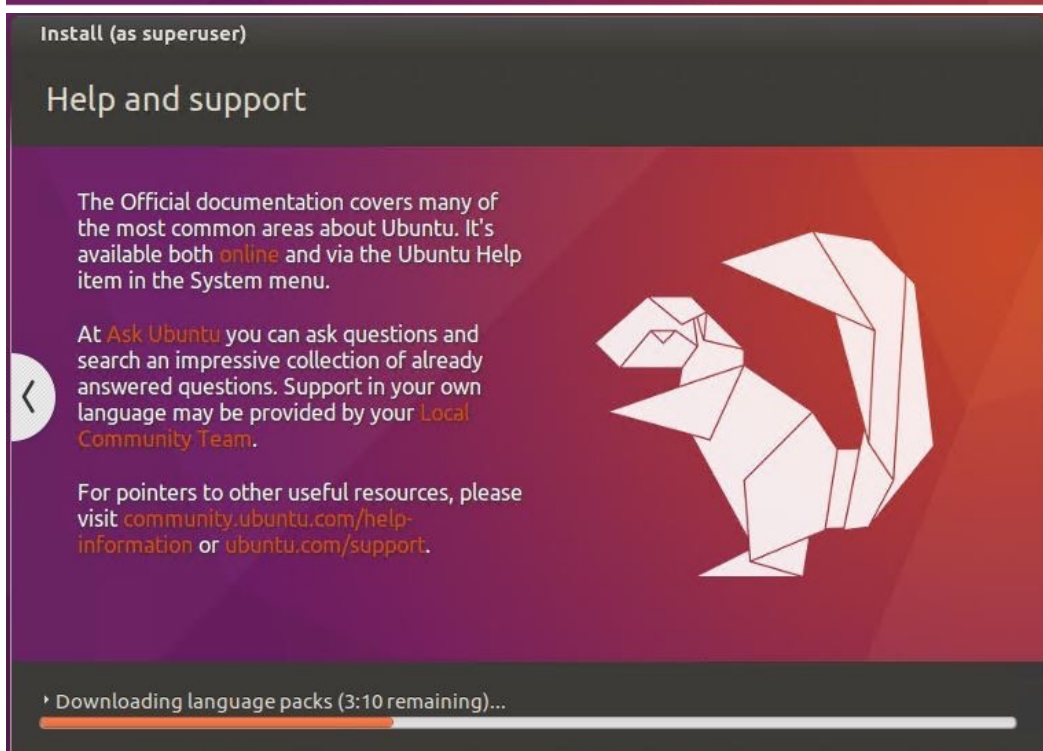 Install (as superuser)
Help and support
The Official documentation covers many of
the most common areas about Ubuntu. It's
available both online and via the Ubuntu Help
item in the System menu.
At Ask Ubuntu you can ask questions and
search an impressive collection of already
answered questions. Support in your own
language may be provided by your Local
Community Team.
For pointers to other useful resources, please
visit community.ubuntu.com/help-
information or ubuntu.com/support.
Downloading language packs (3:10 remaining)...